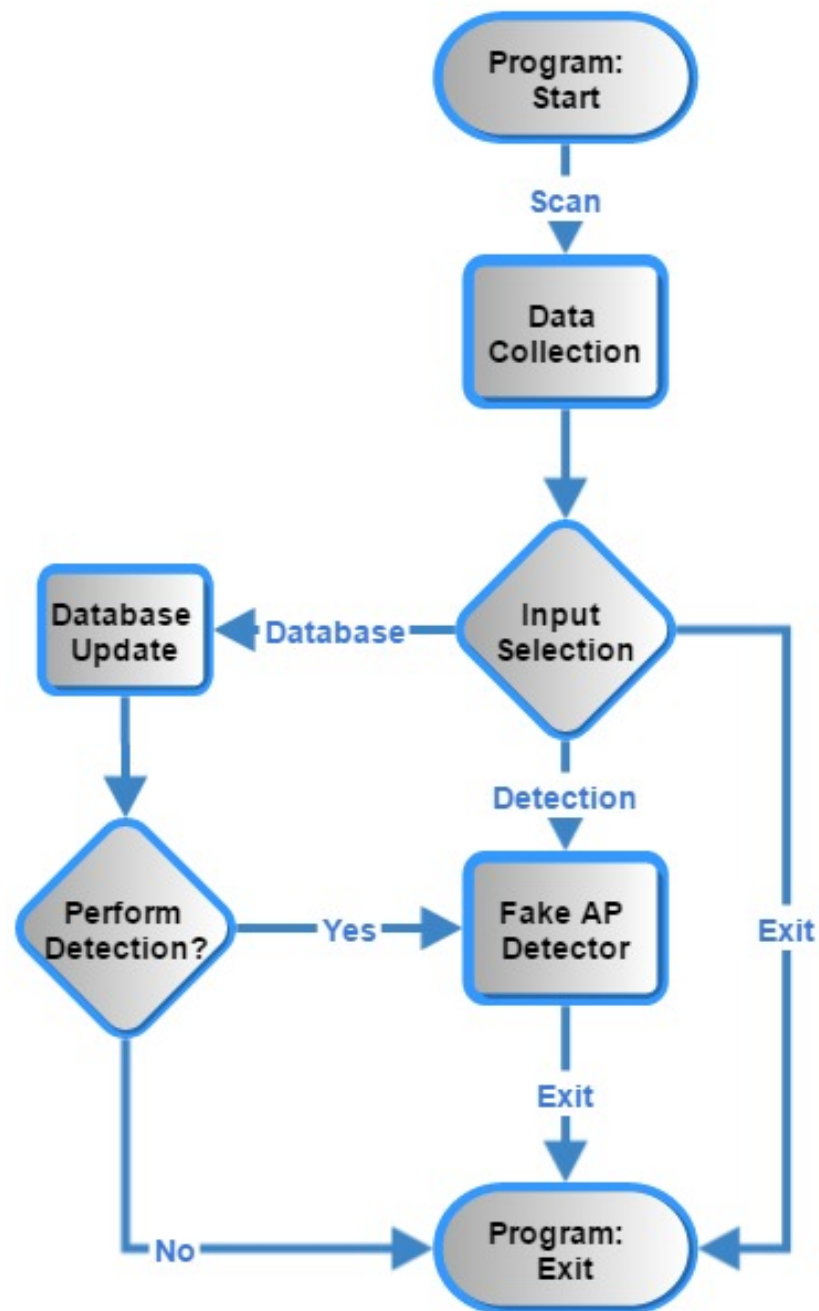 Program:
Start
Scan
Data
Collection
Input
Selection
Database
Database
Update
Detection
Perform
Detection?
Yes
Fake AP
Detector
Exit
Exit
No
Program:
Exit